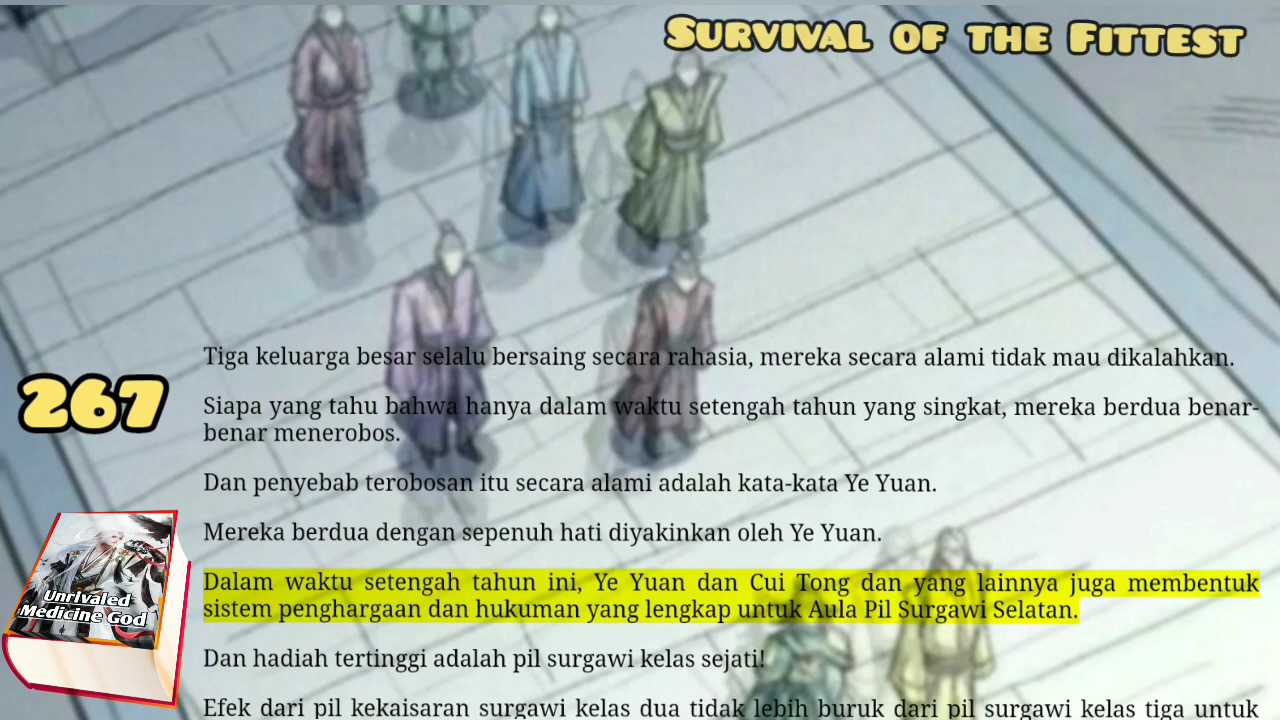 Survival of the Fittest
Tiga keluarga besar selalu bersaing secara rahasia, mereka secara alami tidak mau dikalahkan.
267
Siapa yang tahu bahwa hanya dalam waktu setengah tahun yang singkat, mereka berdua benar-
benar menerobos.
Dan penyebab terobosan itu secara alami adalah kata-kata Ye Yuan.
Mereka berdua dengan sepenuh hati diyakinkan oleh Ye Yuan.
Dalam waktu setengah tahun ini, Ye Yuan dan Cui Tong dan yang lainnya juga membentuk
sistem penghargaan dan hukuman yang lengkap untuk Aula Pil Surgawi Selatan.
Unrivaled
Medicine God
Dan hadiah tertinggi adalah pil surgawi kelas sejati!
Efek dari pil kekaisaran surgawi kelas dua tidak lebih buruk dari pil surgawi kelas tiga untuk